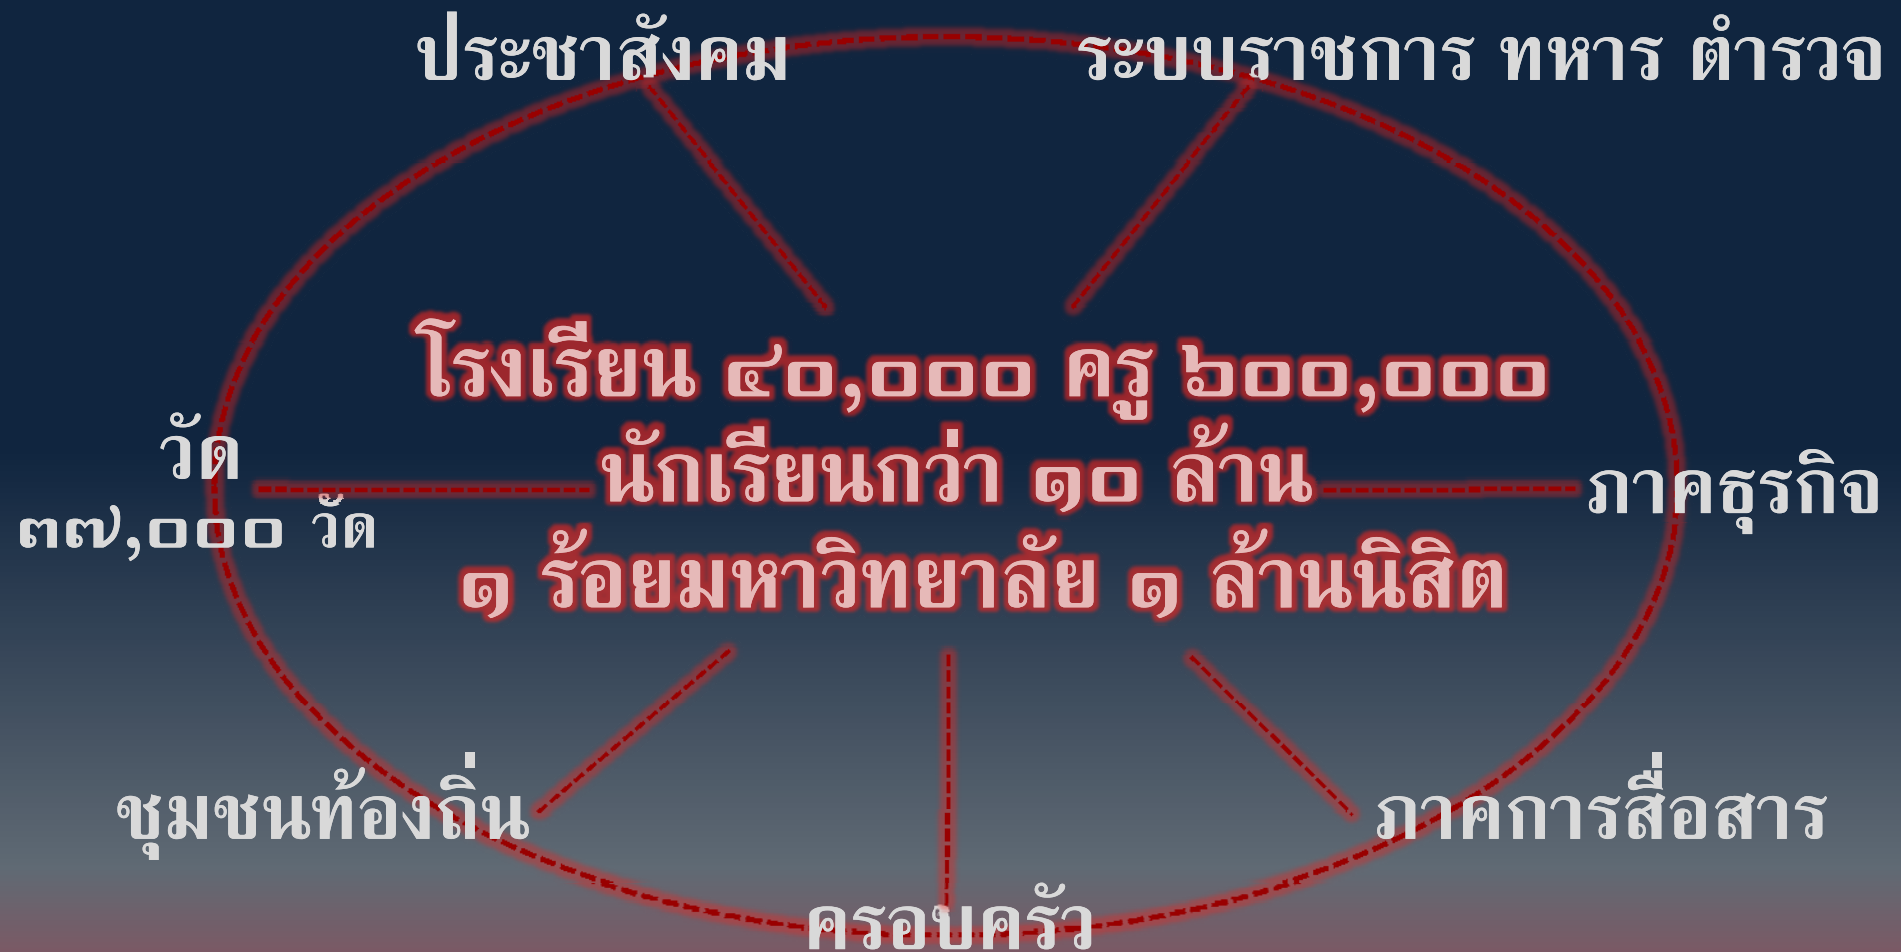 ประชาสังคม
ระบบราชการ ทหาร ตำรวจ
โรงเรียน ๔๐,๐๐๐ ครู ๖๐๐,๐๐๐
นักเรียนกว่า ๑๐ ล้าน
๑ ร้อยมหาวิทยาลัย ๑ ล้านนิสิต
วัด
๓๗,๐๐๐ วัด
ภาคธุรกิจ
ชุมชนท้องถิ่น
ภาคการสื่อสาร
ครอบครัว